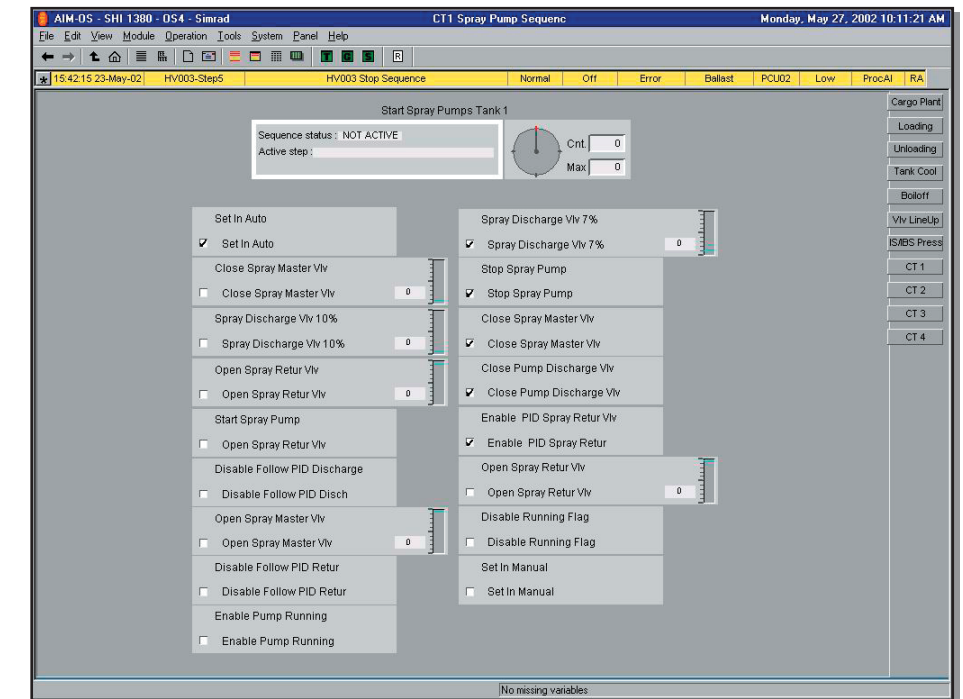 AIM-OS - SHI 1380 - OS4 - Simrad CT1 Spray Pump Sequenc Monday, May 27, 2002 10:11:21 AM
File Edit View Module Operation Tools System Panel Help
T G S R
* 15:42:15 23-May-02 HV003-Step5 HV003 Stop Sequence Normal Off Error Ballast PCU02 Low ProcAl RA
Start Spray Pumps Tank 1
Sequence status : NOT ACTIVE
Active step :
Cnt. 0
Max 0
Set In Auto
Set In Auto
Close Spray Master Vlv
Close Spray Master Vlv 0
Spray Discharge Vlv 10%
Spray Discharge Vlv 10% 0
Open Spray Retur Vlv
Open Spray Retur Vlv 0
Start Spray Pump
Open Spray Retur Vlv
Disable Follow PID Discharge
Disable Follow PID Disch
Open Spray Master Vlv
Open Spray Master Vlv 0
Disable Follow PID Retur
Disable Follow PID Retur
Enable Pump Running
Enable Pump Running
Spray Discharge Vlv 7%
Spray Discharge Vlv 7% 0
Stop Spray Pump
Stop Spray Pump
Close Spray Master Vlv
Close Spray Master Vlv
Close Pump Discharge Vlv
Close Pump Discharge Vlv
Enable PID Spray Retur Vlv
Enable PID Spray Retur
Open Spray Retur Vlv
Open Spray Retur Vlv 0
Disable Running Flag
Disable Running Flag
Set In Manual
Set In Manual
Cargo Plant
Loading
Unloading
Tank Cool
Boiloff
Vlv LineUp
IS/IBS Press
CT 1
CT 2
CT 3
CT 4
No missing variables